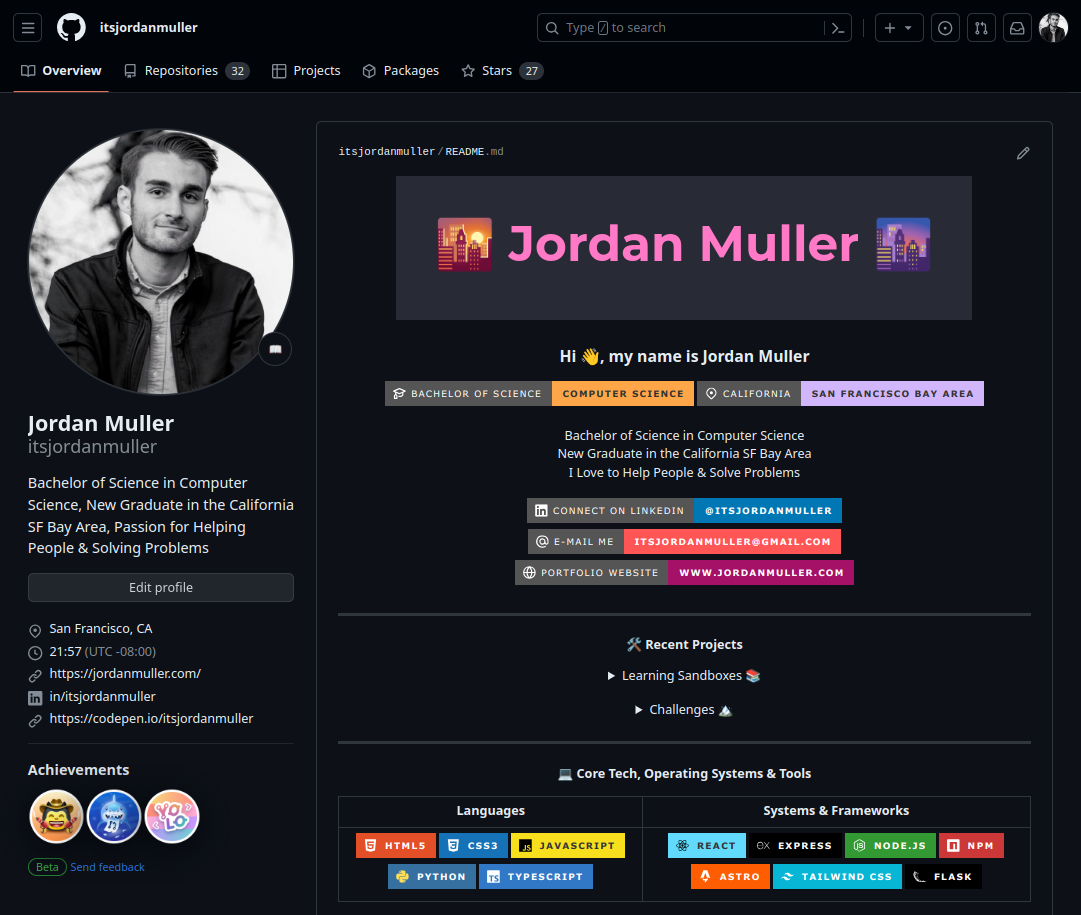 itsjordanmuller
Type / to search
Overview
Repositories 32
Projects
Packages
Stars 27
Jordan Muller
itsjordanmuller
Bachelor of Science in Computer
Science, New Graduate in the California
SF Bay Area, Passion for Helping
People & Solving Problems
Edit profile
San Francisco, CA
21:57 (UTC -08:00)
https://jordanmuller.com/
in/itsjordanmuller
https://codepen.io/itsjordanmuller
Achievements
YOLO
Beta Send feedback
itsjordanmuller/README.md
Jordan Muller
Hi 👋, my name is Jordan Muller
BACHELOR OF SCIENCE COMPUTER SCIENCE CALIFORNIA SAN FRANCISCO BAY AREA
Bachelor of Science in Computer Science
New Graduate in the California SF Bay Area
I Love to Help People & Solve Problems
CONNECT ON LINKEDIN @ITSJORDANMULLER
E-MAIL ME ITSJORDANMULLER@GMAIL.COM
PORTFOLIO WEBSITE WWW.JORDANMULLER.COM
🛠️ Recent Projects
Learning Sandboxes 📚
Challenges 🏔️
💻 Core Tech, Operating Systems & Tools
Languages
Systems & Frameworks
HTML5 CSS3 JS JAVASCRIPT
PYTHON TS TYPESCRIPT
REACT ex EXPRESS NODE.JS NPM
ASTRO TAILWIND CSS FLASK